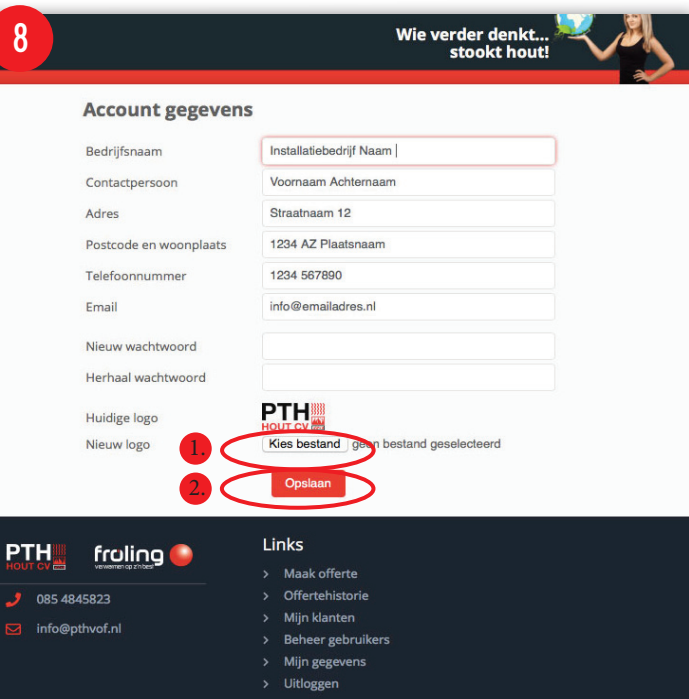 8
Wie verder denkt...
stookt hout!
Account gegevens
Bedrijfsnaam Installatiebedrijf Naam
Contactpersoon Voornaam Achternaam
Adres Straatnaam 12
Postcode en woonplaats 1234 AZ Plaatsnaam
Telefoonnummer 1234 567890
Email info@emailadres.nl
Nieuw wachtwoord
Herhaal wachtwoord
Huidige logo PTH
HOUT CV
Nieuw logo 1. Kies bestand geen bestand geselecteerd
2. Opslaan
PTH
HOUT CV
froling
verwarmen op z'n best
085 4845823
info@pthvof.nl
Links
> Maak offerte
> Offertehistorie
> Mijn klanten
> Beheer gebruikers
> Mijn gegevens
> Uitloggen